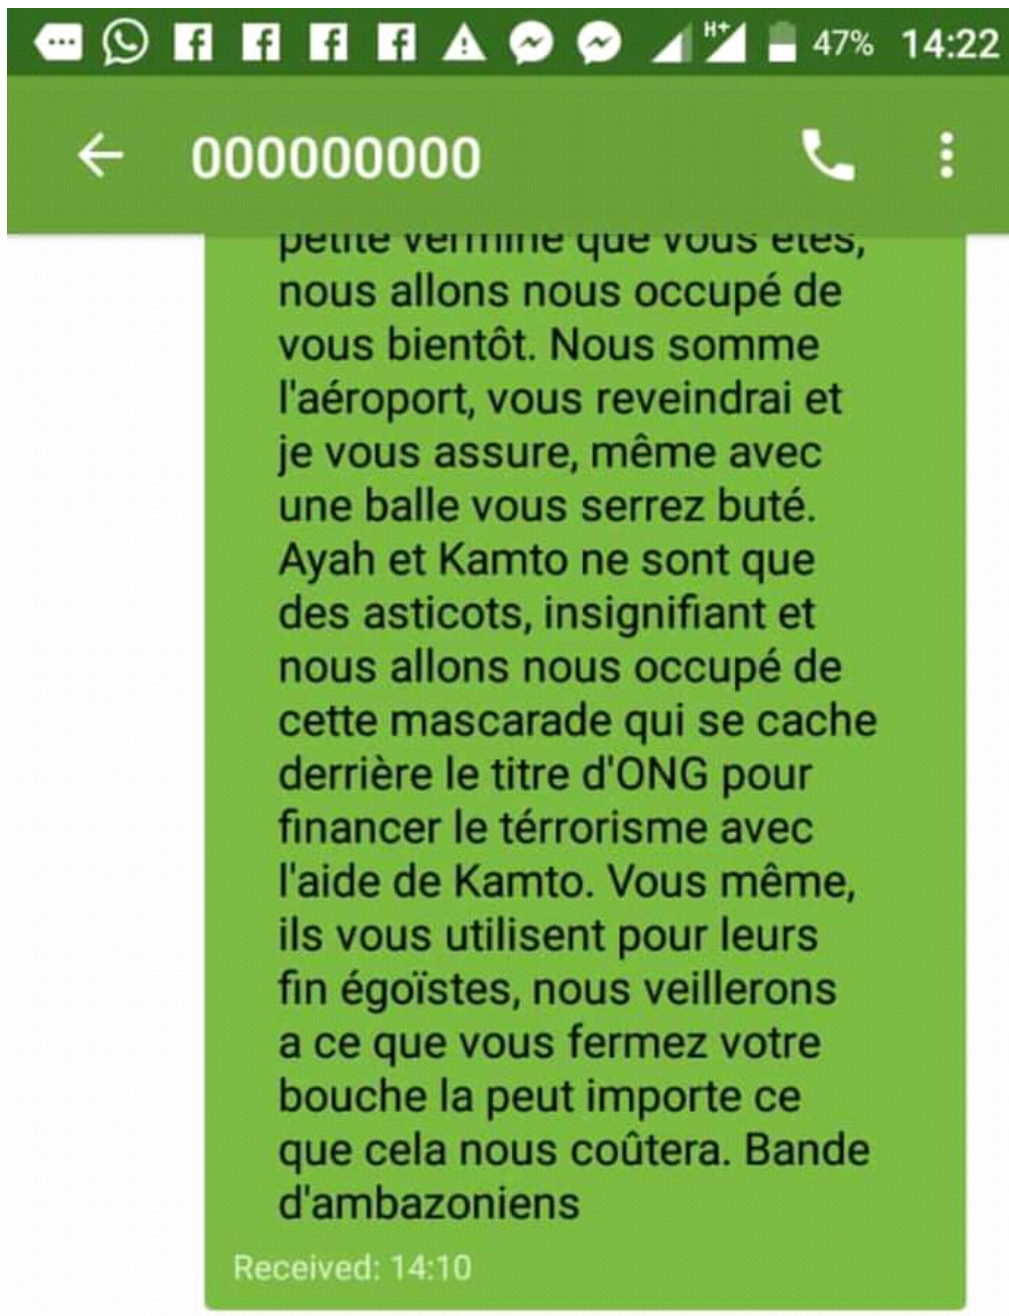 H+ 47% 14:22
000000000
petite vermine que vous êtes,
nous allons nous occupé de
vous bientôt. Nous somme
l'aéroport, vous reveindrai et
je vous assure, même avec
une balle vous serrez buté.
Ayah et Kamto ne sont que
des asticots, insignifiant et
nous allons nous occupé de
cette mascarade qui se cache
derrière le titre d'ONG pour
financer le térrorisme avec
l'aide de Kamto. Vous même,
ils vous utilisent pour leurs
fin égoïstes, nous veillerons
a ce que vous fermez votre
bouche la peut importe ce
que cela nous coûtera. Bande
d'ambazoniens
Received: 14:10